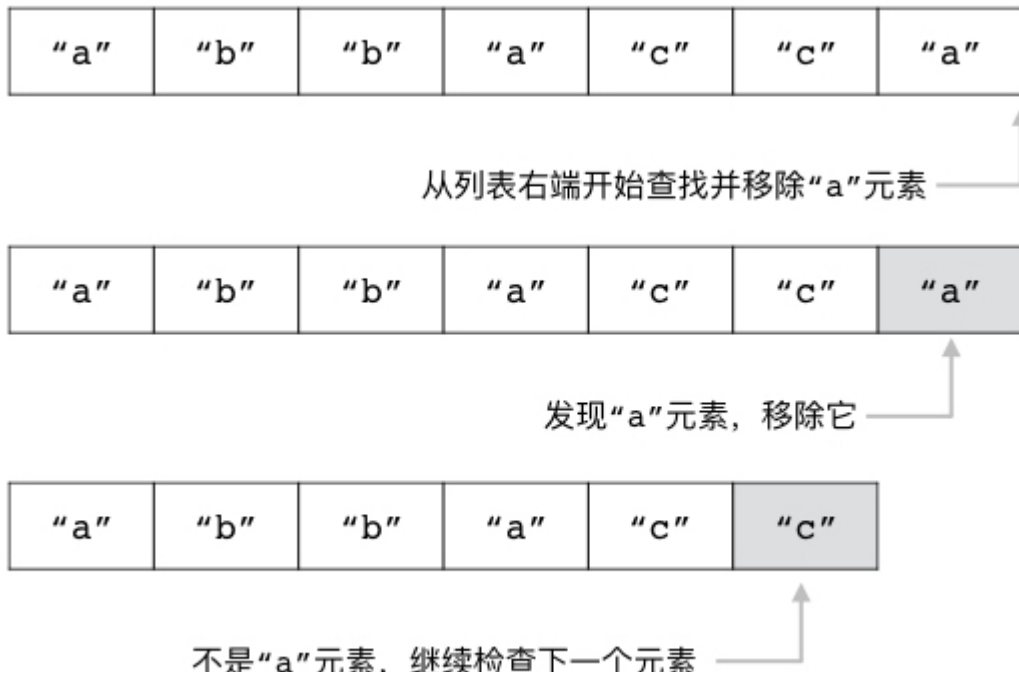 “a” “b” “b” “a” “c” “c” “a”
从列表右端开始查找并移除“a”元素
“a” “b” “b” “a” “c” “c” “a”
发现“a”元素，移除它
“a” “b” “b” “a” “c” “c”
不是“a”元素，继续检查下一个元素